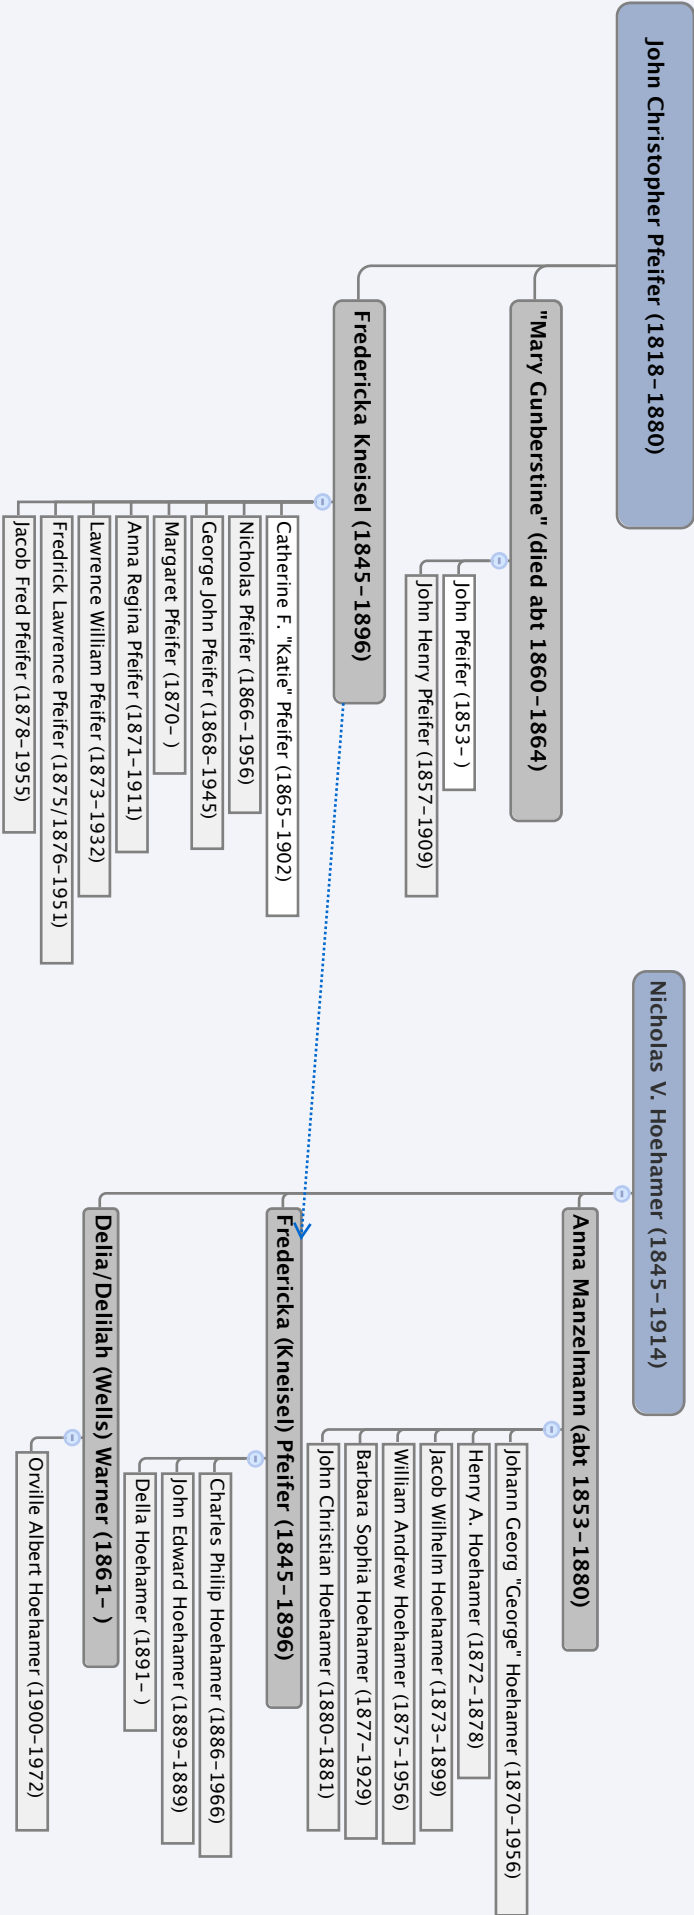 John Christopher Pfeifer (1818-1880)
"Mary Gunberstine" (died abt 1860-1864)
John Pfeifer (1853- )
John Henry Pfeifer (1857-1909)
Fredericka Kneisel (1845-1896)
Catherine F. "Katie" Pfeifer (1865-1902)
Nicholas Pfeifer (1866-1956)
George John Pfeifer (1868-1945)
Margaret Pfeifer (1870- )
Anna Regina Pfeifer (1871-1911)
Lawrence William Pfeifer (1873-1932)
Fredrick Lawrence Pfeifer (1875/1876-1951)
Jacob Fred Pfeifer (1878-1955)
Nicholas V. Hoehamer (1845-1914)
Anna Manzelmann (abt 1853-1880)
Johann Georg "George" Hoehamer (1870-1956)
Henry A. Hoehamer (1872-1878)
Jacob Wilhelm Hoehamer (1873-1899)
William Andrew Hoehamer (1875-1956)
Barbara Sophia Hoehamer (1877-1929)
John Christian Hoehamer (1880-1881)
Fredericka (Kneisel) Pfeifer (1845-1896)
Charles Philip Hoehamer (1886-1966)
John Edward Hoehamer (1889-1889)
Della Hoehamer (1891- )
Delia/Delilah (Wells) Warner (1861- )
Orville Albert Hoehamer (1900-1972)